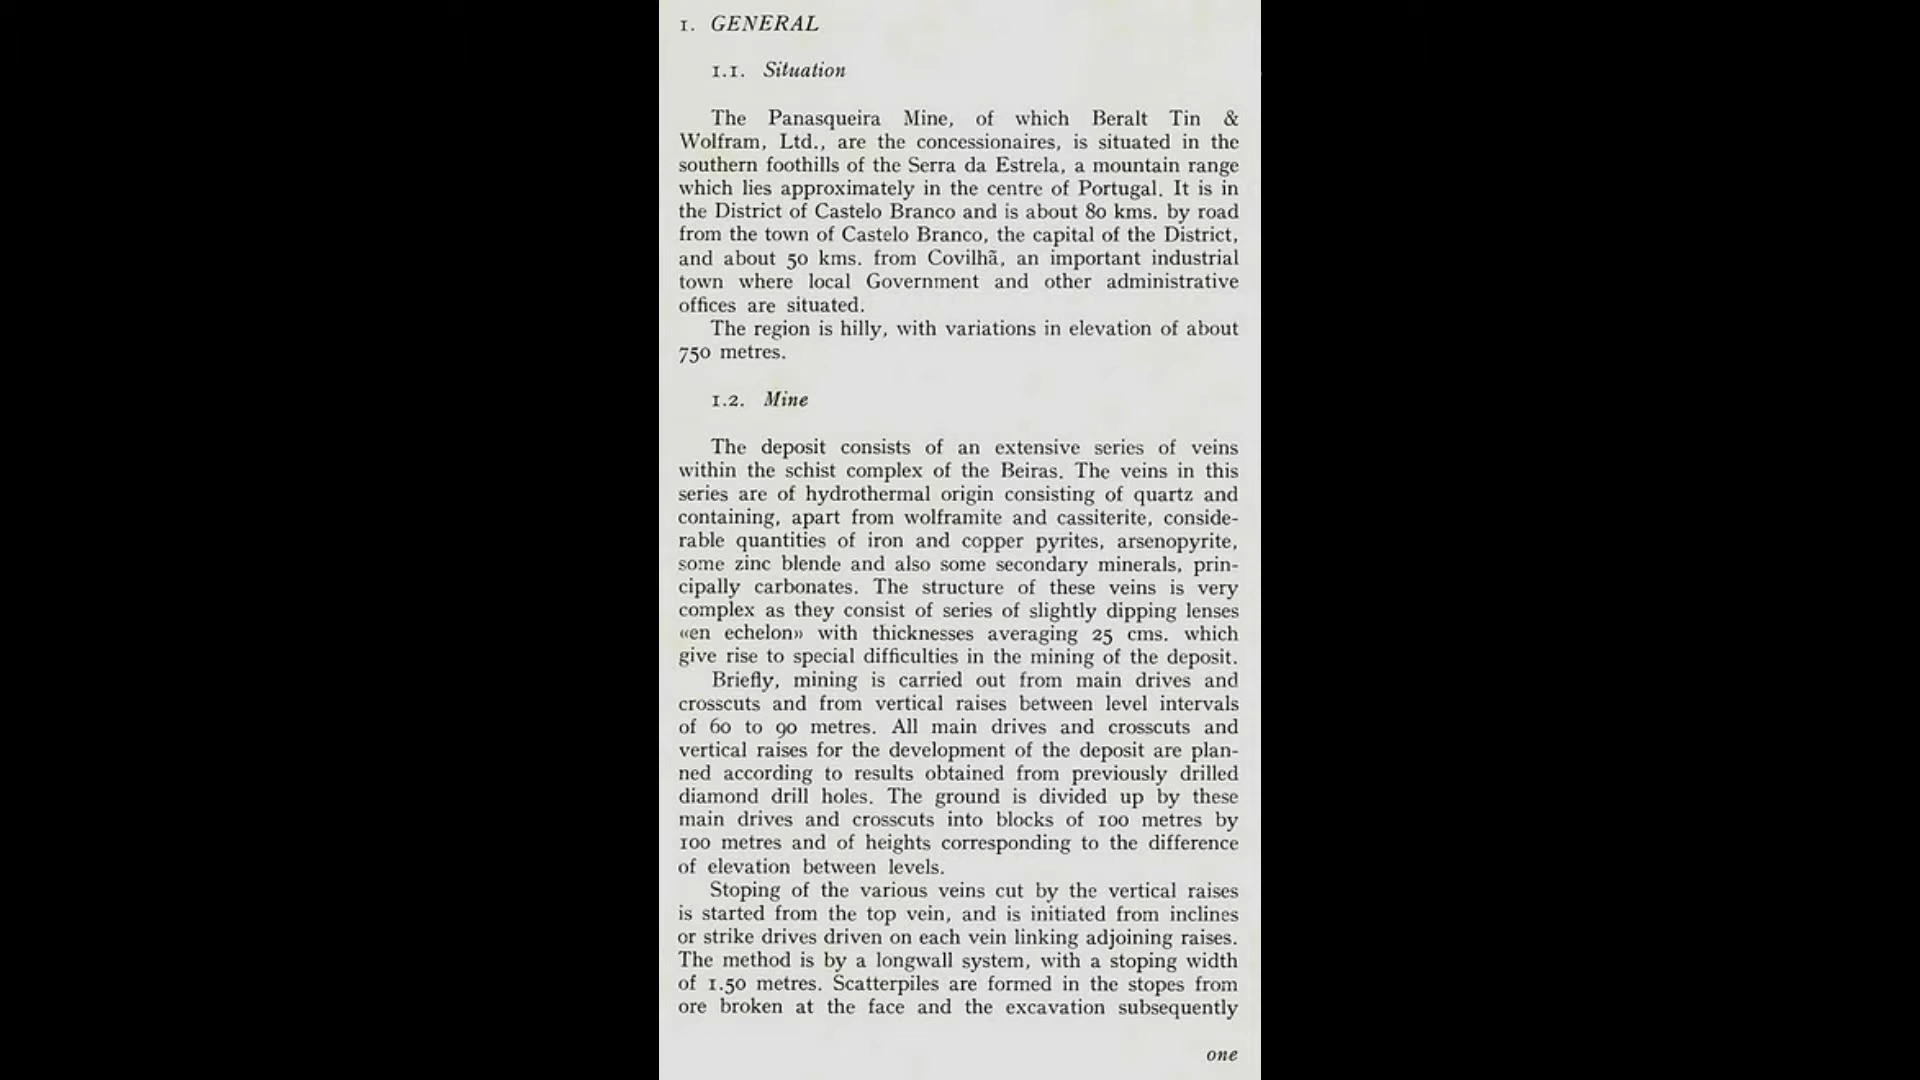 1. GENERAL
1.1. Situation
The Panasqueira Mine, of which Beralt Tin &
Wolfram, Ltd., are the concessionaires, is situated in the
southern foothills of the Serra da Estrela, a mountain range
which lies approximately in the centre of Portugal. It is in
the District of Castelo Branco and is about 80 kms. by road
from the town of Castelo Branco, the capital of the District,
and about 50 kms. from Covilhã, an important industrial
town where local Government and other administrative
offices are situated.
The region is hilly, with variations in elevation of about
750 metres.
1.2. Mine
The deposit consists of an extensive series of veins
within the schist complex of the Beiras. The veins in this
series are of hydrothermal origin consisting of quartz and
containing, apart from wolframite and cassiterite, conside-
rable quantities of iron and copper pyrites, arsenopyrite,
some zinc blende and also some secondary minerals, prin-
cipally carbonates. The structure of these veins is very
complex as they consist of series of slightly dipping lenses
«en echelon» with thicknesses averaging 25 cms. which
give rise to special difficulties in the mining of the deposit.
Briefly, mining is carried out from main drives and
crosscuts and from vertical raises between level intervals
of 60 to 90 metres. All main drives and crosscuts and
vertical raises for the development of the deposit are plan-
ned according to results obtained from previously drilled
diamond drill holes. The ground is divided up by these
main drives and crosscuts into blocks of 100 metres by
100 metres and of heights corresponding to the difference
of elevation between levels.
Stoping of the various veins cut by the vertical raises
is started from the top vein, and is initiated from inclines
or strike drives driven on each vein linking adjoining raises.
The method is by a longwall system, with a stoping width
of 1.50 metres. Scatterpiles are formed in the stopes from
ore broken at the face and the excavation subsequently
one